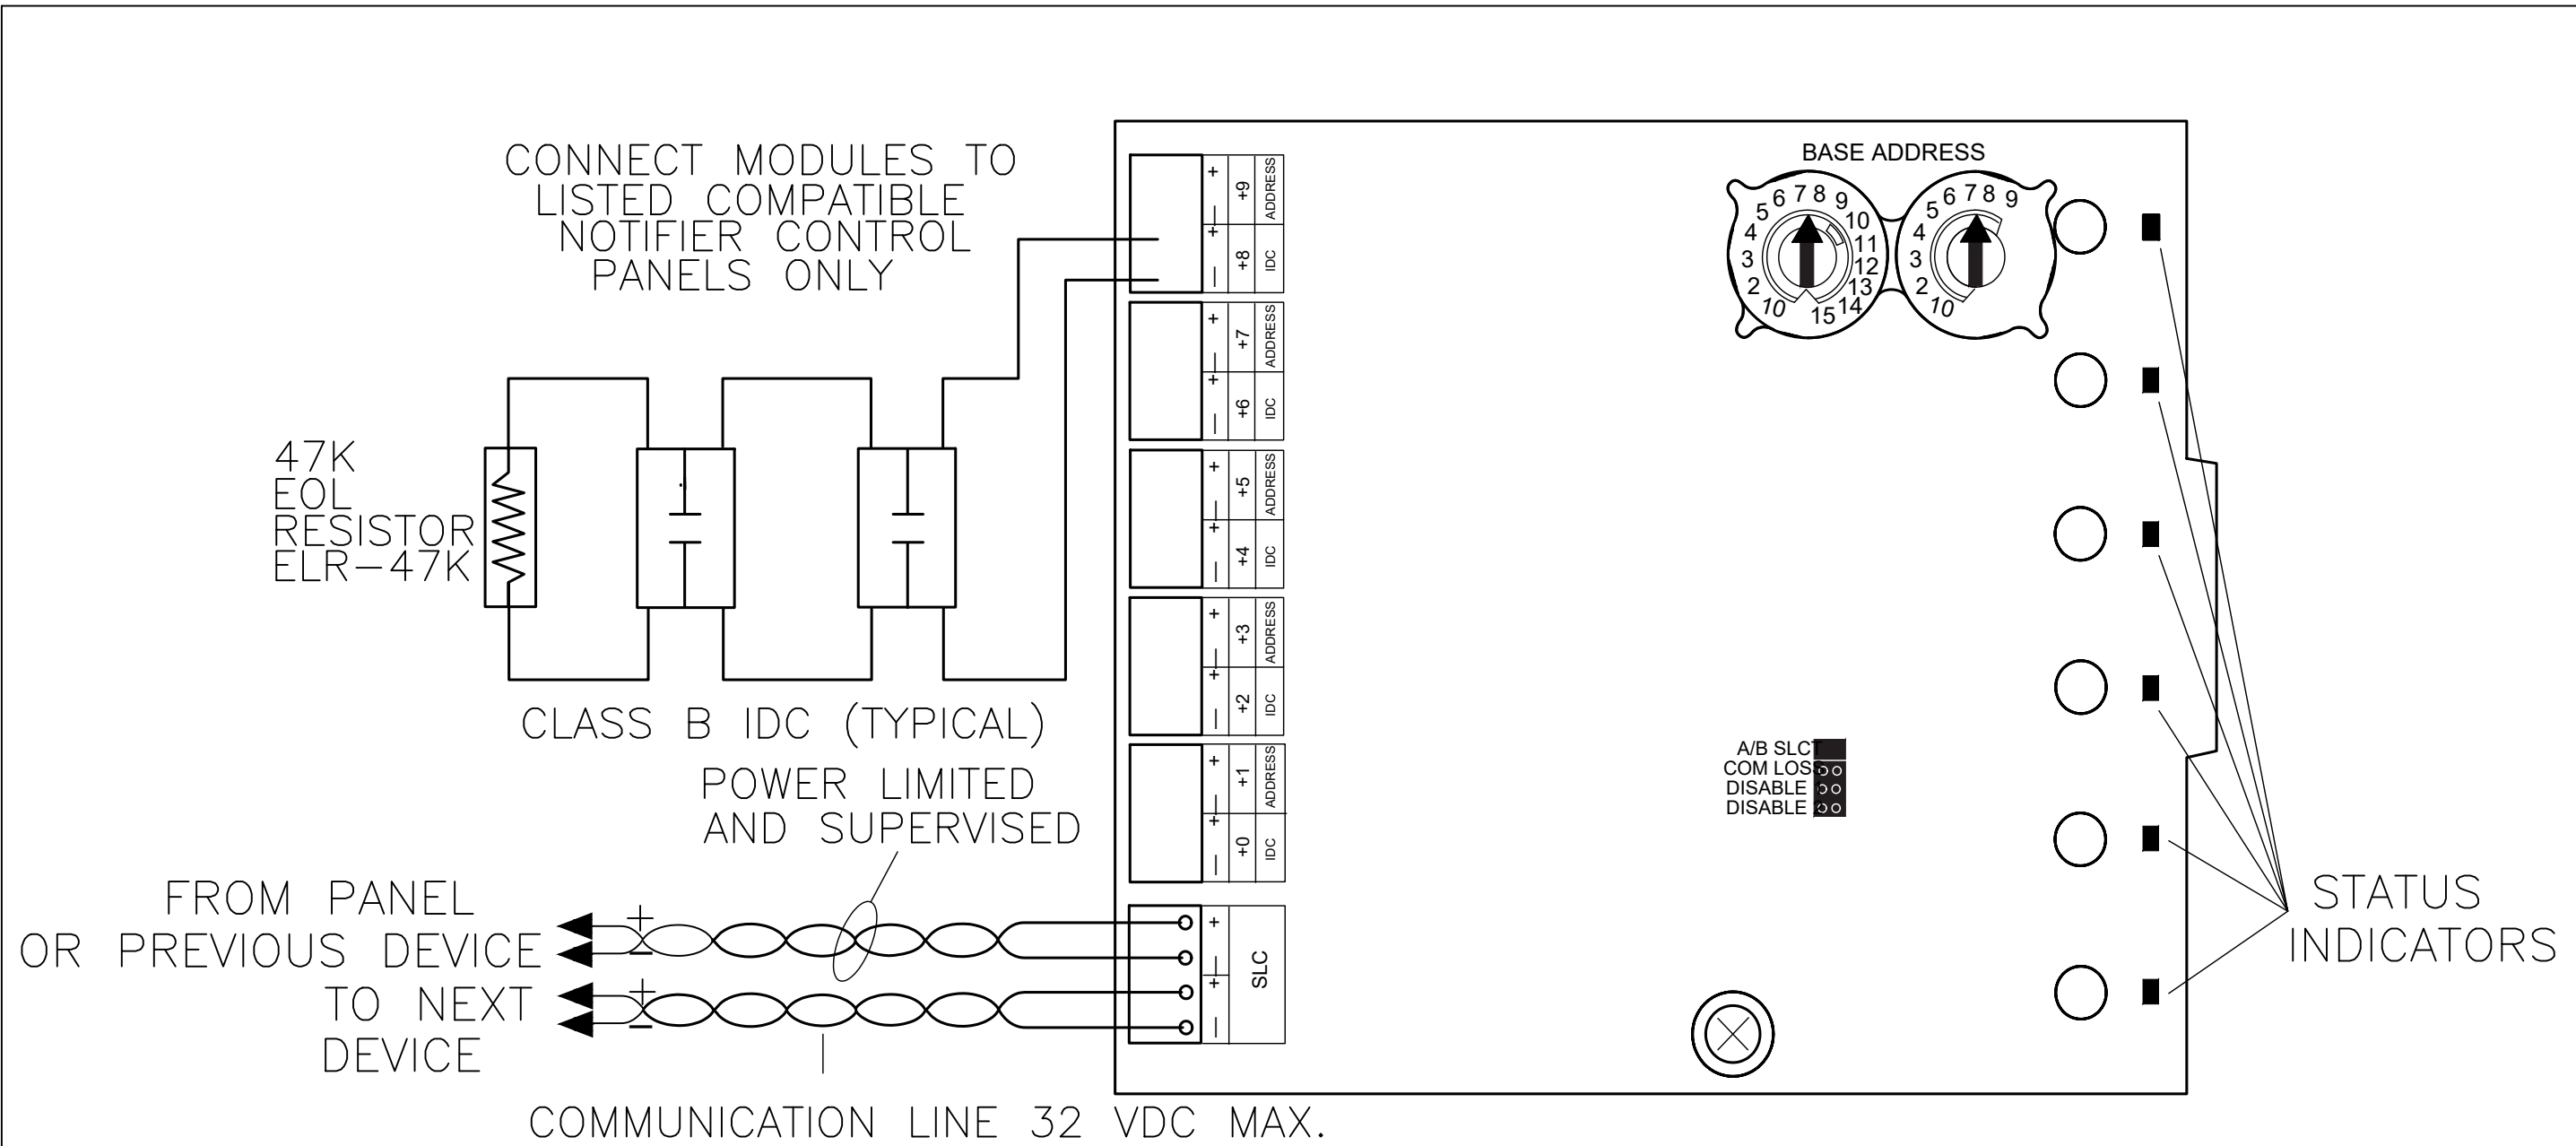 CONNECT MODULES TO
LISTED COMPATIBLE
NOTIFIER CONTROL
PANELS ONLY
47K
EOL
RESISTOR
ELR-47K
CLASS B IDC (TYPICAL)
POWER LIMITED
AND SUPERVISED
FROM PANEL
OR PREVIOUS DEVICE
+
−
TO NEXT
DEVICE
+
−
COMMUNICATION LINE 32 VDC MAX.
+ − +9 ADDRESS
+ − +8 IDC
+ − +7 ADDRESS
+ − +6 IDC
+ − +5 ADDRESS
+ − +4 IDC
+ − +3 ADDRESS
+ − +2 IDC
+ − +1 ADDRESS
+ − +0 IDC
+ − + − SLC
BASE ADDRESS
10 2 3 4 5 6 7 8 9 10 11 12 13 14 15
10 2 3 4 5 6 7 8 9
A/B SLCT
COM LOSS
DISABLE
DISABLE
STATUS
INDICATORS